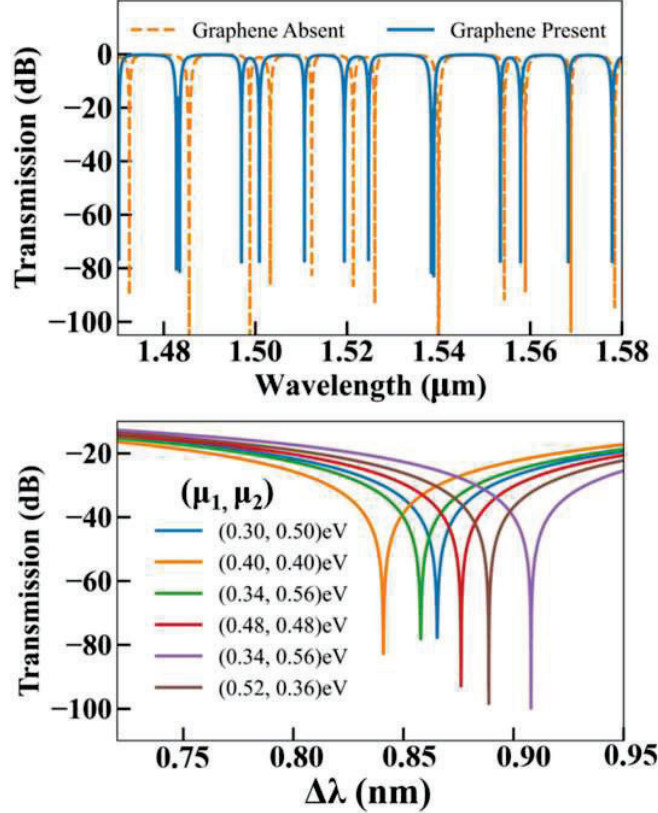 Graphene Absent Graphene Present
0
−20
−40
−60
−80
−100
Transmission (dB)
1.48 1.50 1.52 1.54 1.56 1.58
Wavelength (μm)
−20
−40
−60
−80
−100
Transmission (dB)
(μ1, μ2)
(0.30, 0.50)eV
(0.40, 0.40)eV
(0.34, 0.56)eV
(0.48, 0.48)eV
(0.34, 0.56)eV
(0.52, 0.36)eV
0.75 0.80 0.85 0.90 0.95
Δλ (nm)